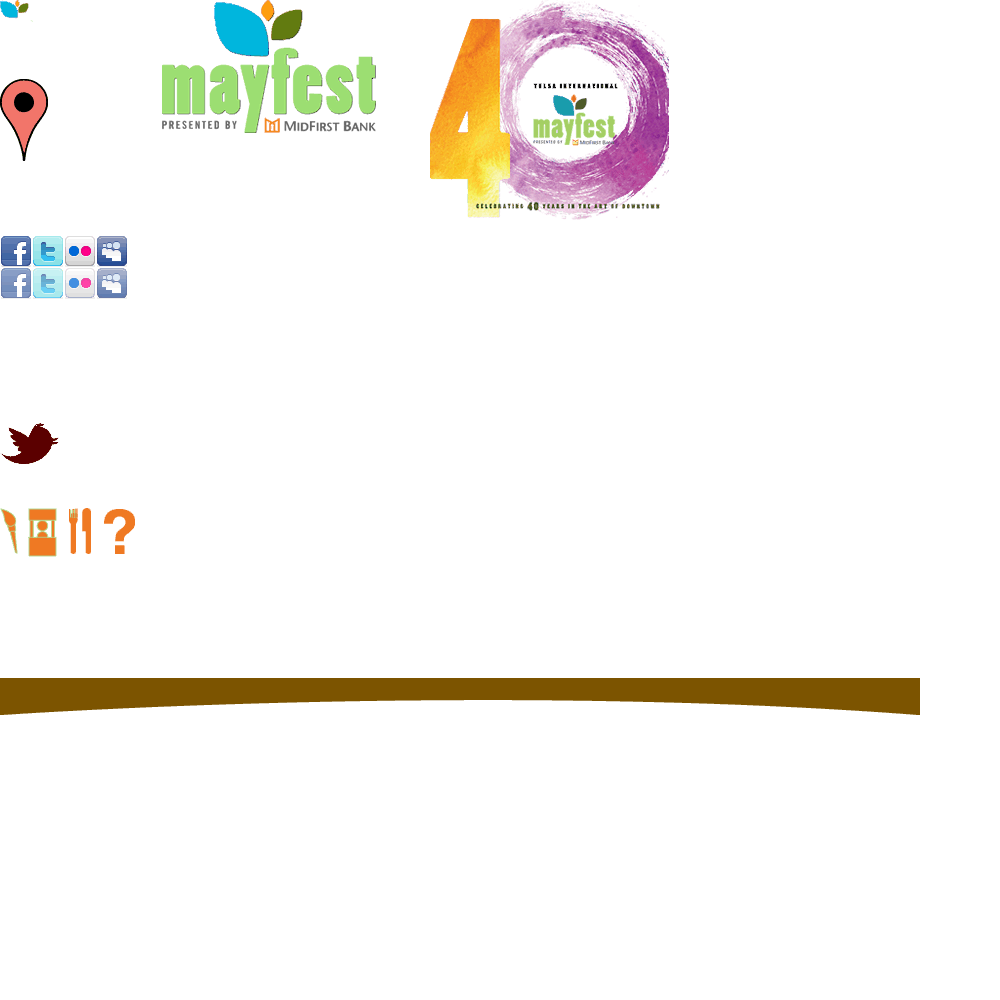 mayfest
PRESENTED BY MIDFIRST BANK
40
TULSA INTERNATIONAL
mayfest
PRESENTED BY MIDFIRST BANK
CELEBRATING 40 YEARS IN THE ART OF DOWNTOWN
f t
f t
?